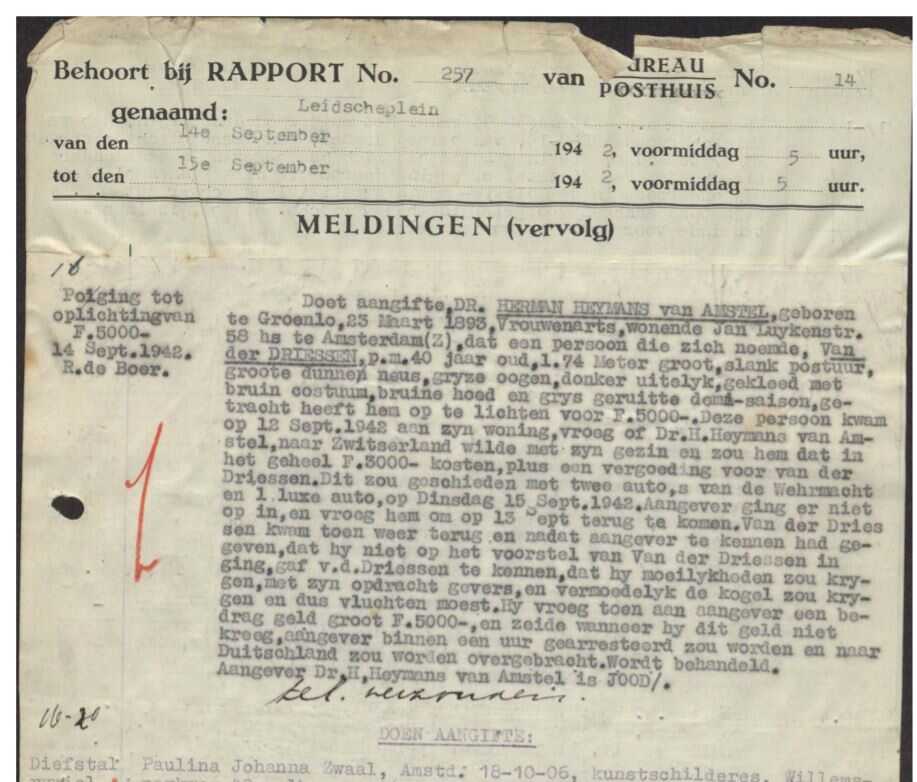 Behoort bij RAPPORT No. 257 van BUREAU POSTHUIS No. 14
genaamd: Leidscheplein
van den 14e September 194 2, voormiddag 5 uur,
tot den 15e September 194 2, voormiddag 5 uur.
MELDINGEN (vervolg)
18
Poging tot
oplichtingvan
F.5000-
14 Sept.1942.
R.de Boer.
Doet aangifte,DR. HERMAN HEYMANS van AMSTEL,geboren
te Groenlo,23 Maart 1893,Vrouwenarts,wonende Jan Luykenstr.
58 hs te Amsterdam(Z),dat een persoon die zich noemde, Van
der DRIESSEN,p.m.40 jaar oud,1.74 Meter groot,slank postuur,
groote dunnen neus,gryze oogen,donker uitelyk,gekleed met
bruin costuum,bruine hoed en grys geruitte demi-saison,ge-
tracht heeft hem op te lichten voor F.5000-.Deze persoon kwam
op 12 Sept.1942 aan zyn woning,vroeg of Dr.H.Heymans van Am-
stel,naar Zwitserland wilde met zyn gezin en zou hem dat in
het geheel F.3000- kosten,plus een vergoeding voor van der
Driessen.Dit zou geschieden met twee auto,s van de Wehrmacht
en 1 luxe auto,op Dinsdag 15 Sept.1942.Aangever ging er niet
op in,en vroeg hem om op 13 Sept terug te komen.Van der Dries
sen kwam toen weer terug en nadat aangever te kennen had ge-
geven,dat hy niet op het voorstel van Van der Driessen in
ging,gaf v.d.Driessen te kennen,dat hy moeilykheden zou kry-
gen,met zyn opdracht gevers,en vermoedelyk de kogel zou kry-
gen en dus vluchten moest.Hy vroeg toen aan aangever een be-
drag geld groot F.5000-,en zeide wanneer hy dit geld niet
kreeg,aangever binnen een uur gearresteerd zou worden en naar
Duitschland zou worden overgebracht.Wordt behandeld.
Aangever Dr.H.Heymans van Amstel is JOOD/.
tel. verzonden.
16-20
DOEN AANGIFTE:
Diefstal Paulina Johanna Zwaal, Amstd. 18-10-06, kunstschilderes, Willems-